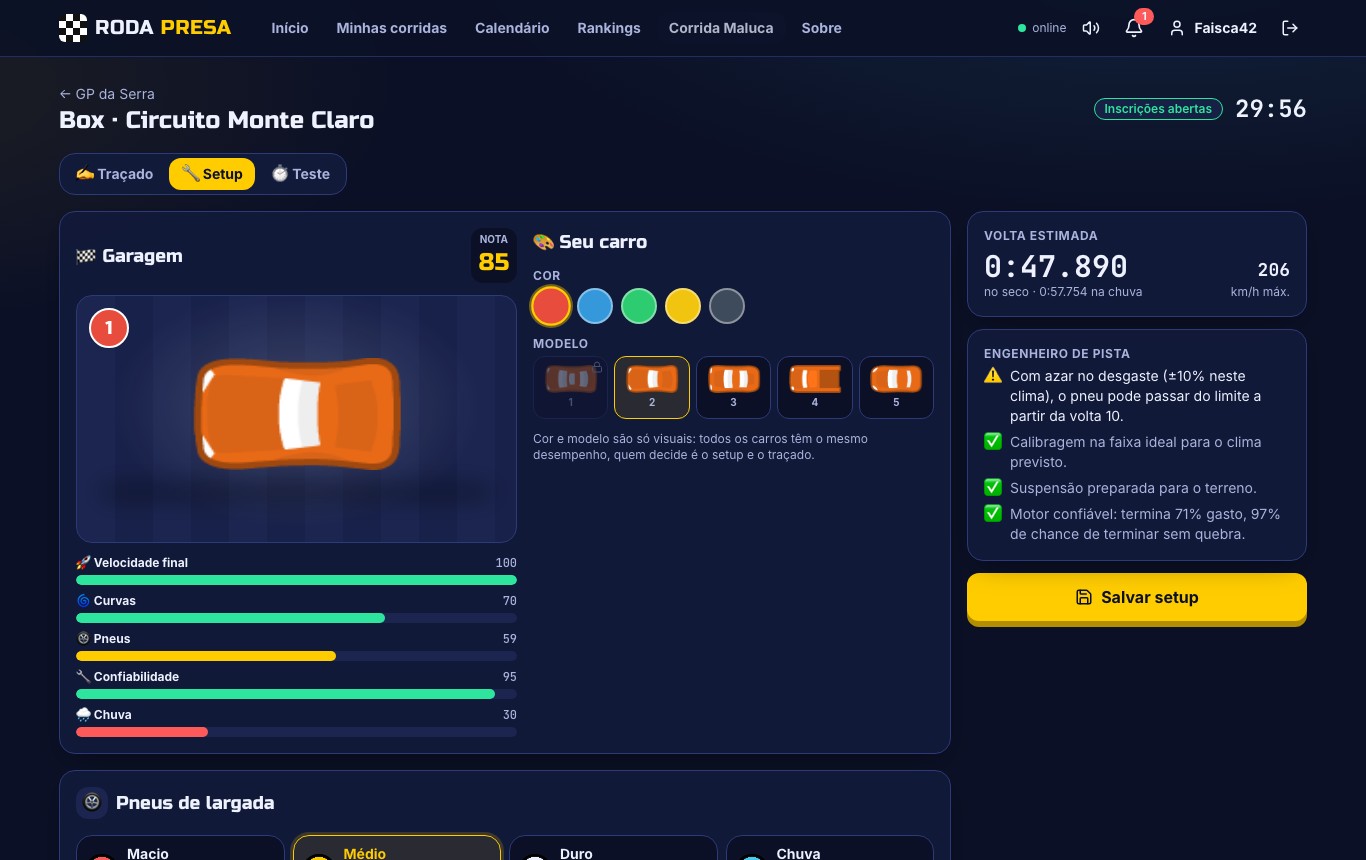 RODA PRESA
Início
Minhas corridas
Calendário
Rankings
Corrida Maluca
Sobre
online
1
Faisca42
← GP da Serra
Box · Circuito Monte Claro
Inscrições abertas
29:56
Traçado
Setup
Teste
Garagem
NOTA
85
1
Velocidade final
100
Curvas
70
Pneus
59
Confiabilidade
95
Chuva
30
Seu carro
COR
MODELO
1
2
3
4
5
Cor e modelo são só visuais: todos os carros têm o mesmo
desempenho, quem decide é o setup e o traçado.
VOLTA ESTIMADA
0:47.890
206
no seco · 0:57.754 na chuva
km/h máx.
ENGENHEIRO DE PISTA
Com azar no desgaste (±10% neste
clima), o pneu pode passar do limite a
partir da volta 10.
Calibragem na faixa ideal para o clima
previsto.
Suspensão preparada para o terreno.
Motor confiável: termina 71% gasto, 97%
de chance de terminar sem quebra.
Salvar setup
Pneus de largada
Macio
Médio
Duro
Chuva